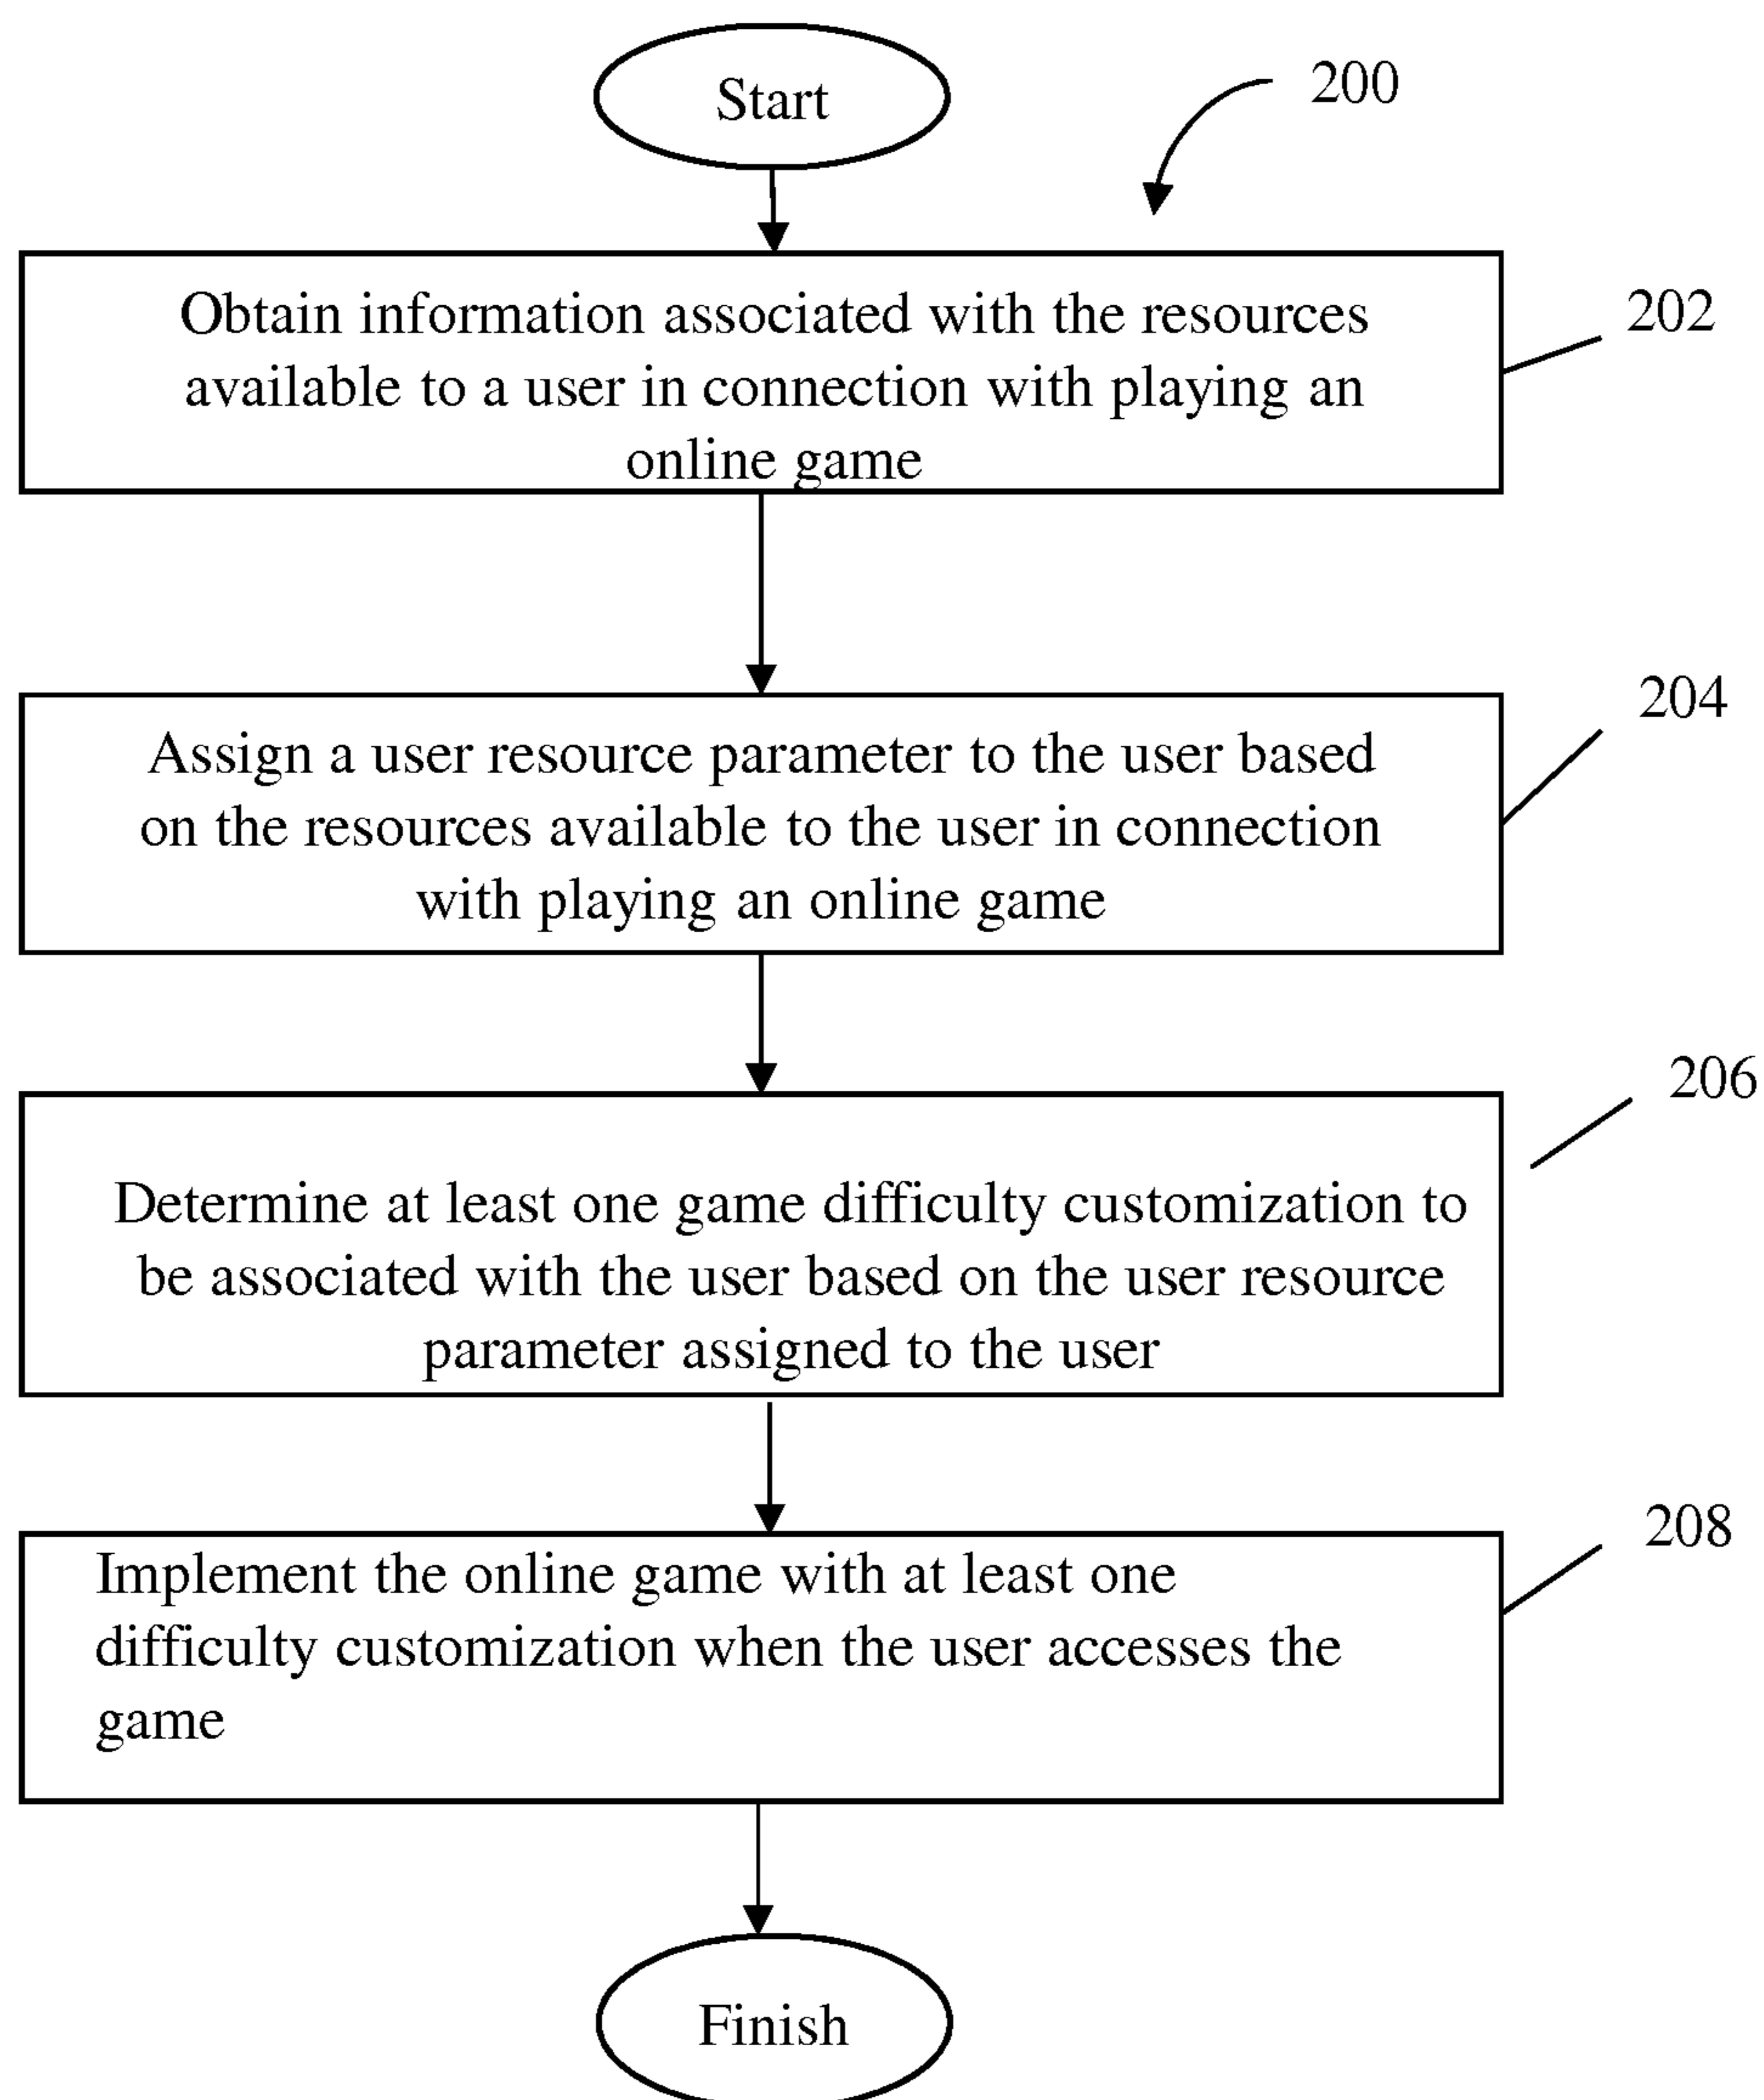 Start
200
Obtain information associated with the resources
available to a user in connection with playing an
online game
202
Assign a user resource parameter to the user based
on the resources available to the user in connection
with playing an online game
204
Determine at least one game difficulty customization to
be associated with the user based on the user resource
parameter assigned to the user
206
Implement the online game with at least one
difficulty customization when the user accesses the
game
208
Finish